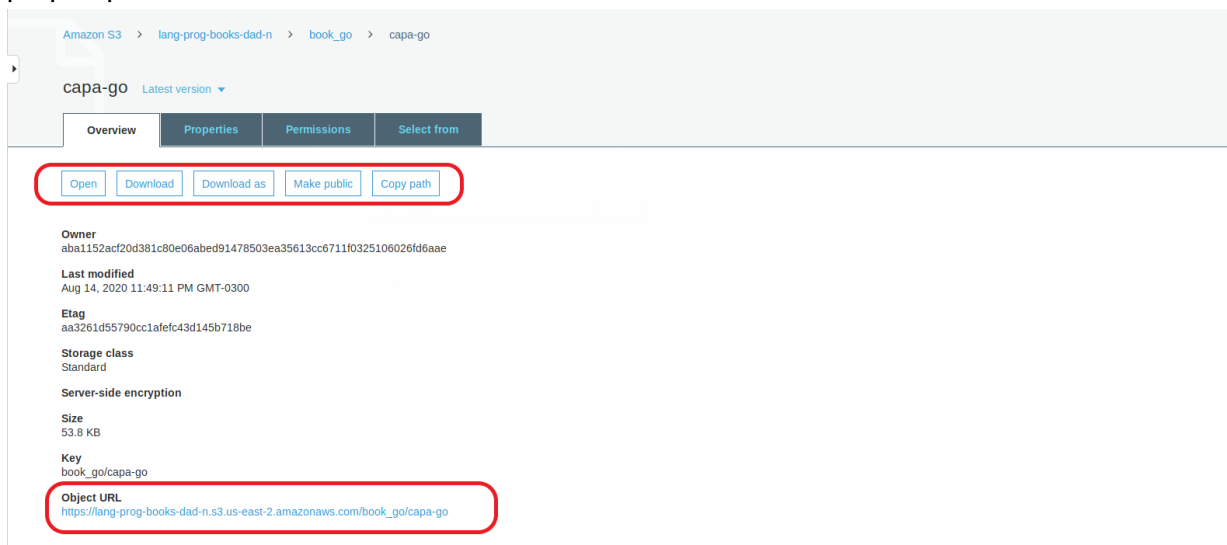 Amazon S3 > lang-prog-books-dad-n > book_go > capa-go
capa-go Latest version
Overview Properties Permissions Select from
Open Download Download as Make public Copy path
Owner
aba1152acf20d381c80e06abed91478503ea35613cc6711f0325106026fd6aae
Last modified
Aug 14, 2020 11:49:11 PM GMT-0300
Etag
aa3261d55790cc1afefc43d145b718be
Storage class
Standard
Server-side encryption
Size
53.8 KB
Key
book_go/capa-go
Object URL
https://lang-prog-books-dad-n.s3.us-east-2.amazonaws.com/book_go/capa-go